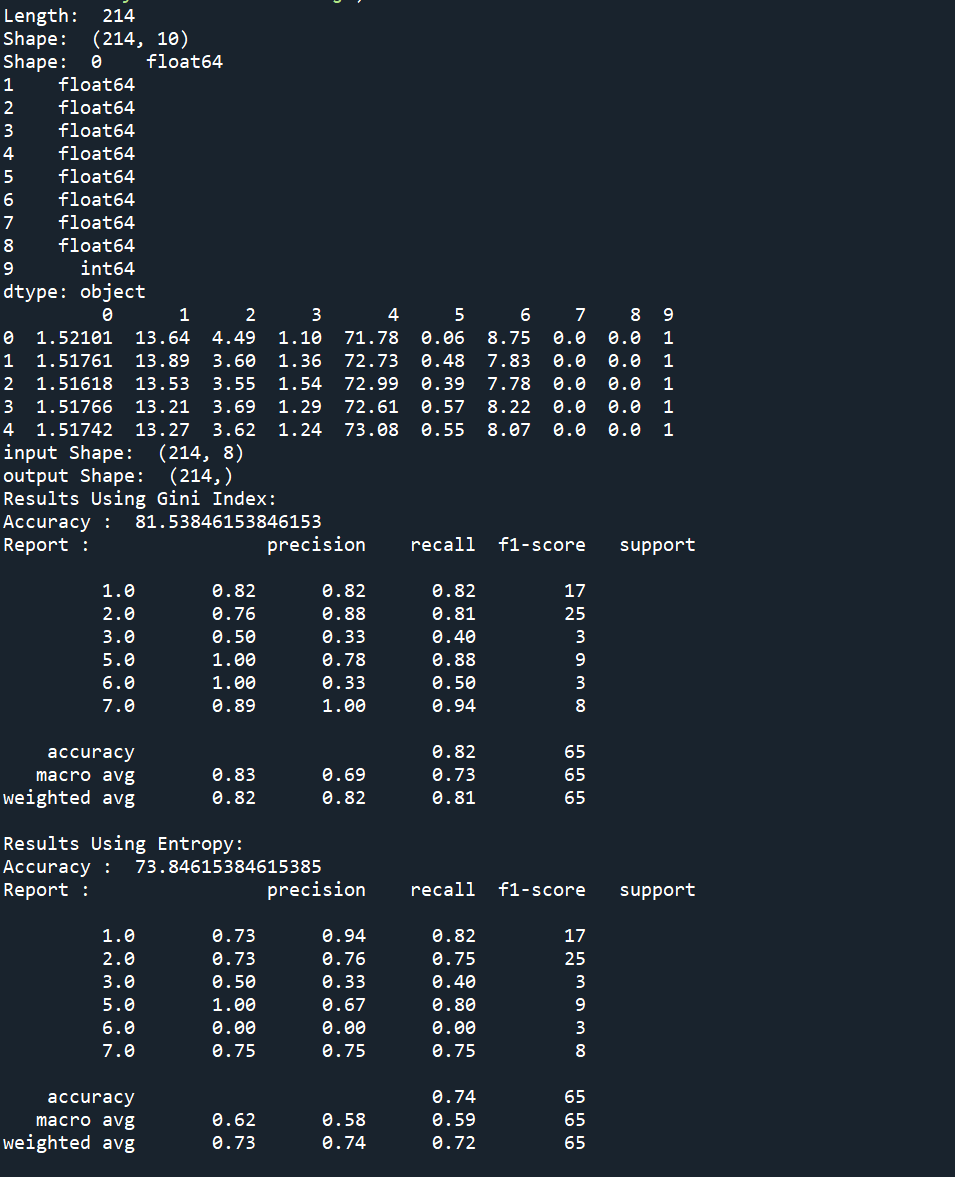 Length:  214
Shape:  (214, 10)
Shape:  0    float64
1    float64
2    float64
3    float64
4    float64
5    float64
6    float64
7    float64
8    float64
9      int64
dtype: object
         0      1     2     3      4     5     6    7    8  9
0  1.52101  13.64  4.49  1.10  71.78  0.06  8.75  0.0  0.0  1
1  1.51761  13.89  3.60  1.36  72.73  0.48  7.83  0.0  0.0  1
2  1.51618  13.53  3.55  1.54  72.99  0.39  7.78  0.0  0.0  1
3  1.51766  13.21  3.69  1.29  72.61  0.57  8.22  0.0  0.0  1
4  1.51742  13.27  3.62  1.24  73.08  0.55  8.07  0.0  0.0  1
input Shape:  (214, 8)
output Shape:  (214,)
Results Using Gini Index:
Accuracy :  81.53846153846153
Report :                precision    recall  f1-score   support
         1.0       0.82      0.82      0.82        17
         2.0       0.76      0.88      0.81        25
         3.0       0.50      0.33      0.40         3
         5.0       1.00      0.78      0.88         9
         6.0       1.00      0.33      0.50         3
         7.0       0.89      1.00      0.94         8
    accuracy                           0.82        65
   macro avg       0.83      0.69      0.73        65
weighted avg       0.82      0.82      0.81        65
Results Using Entropy:
Accuracy :  73.84615384615385
Report :                precision    recall  f1-score   support
         1.0       0.73      0.94      0.82        17
         2.0       0.73      0.76      0.75        25
         3.0       0.50      0.33      0.40         3
         5.0       1.00      0.67      0.80         9
         6.0       0.00      0.00      0.00         3
         7.0       0.75      0.75      0.75         8
    accuracy                           0.74        65
   macro avg       0.62      0.58      0.59        65
weighted avg       0.73      0.74      0.72        65